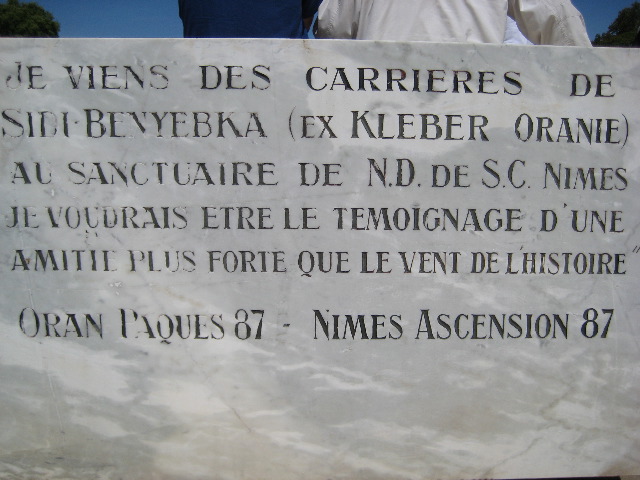 JE VIENS DES CARRIERES DE
SIDI-BENYEBKA (EX KLEBER ORANIE)
AU SANCTUAIRE DE N.D. DE S.C. NIMES
JE VOUDRAIS ETRE LE TEMOIGNAGE D'UNE
AMITIE PLUS FORTE QUE LE VENT DE L'HISTOIRE"
ORAN PAQUES 87 - NIMES ASCENSION 87